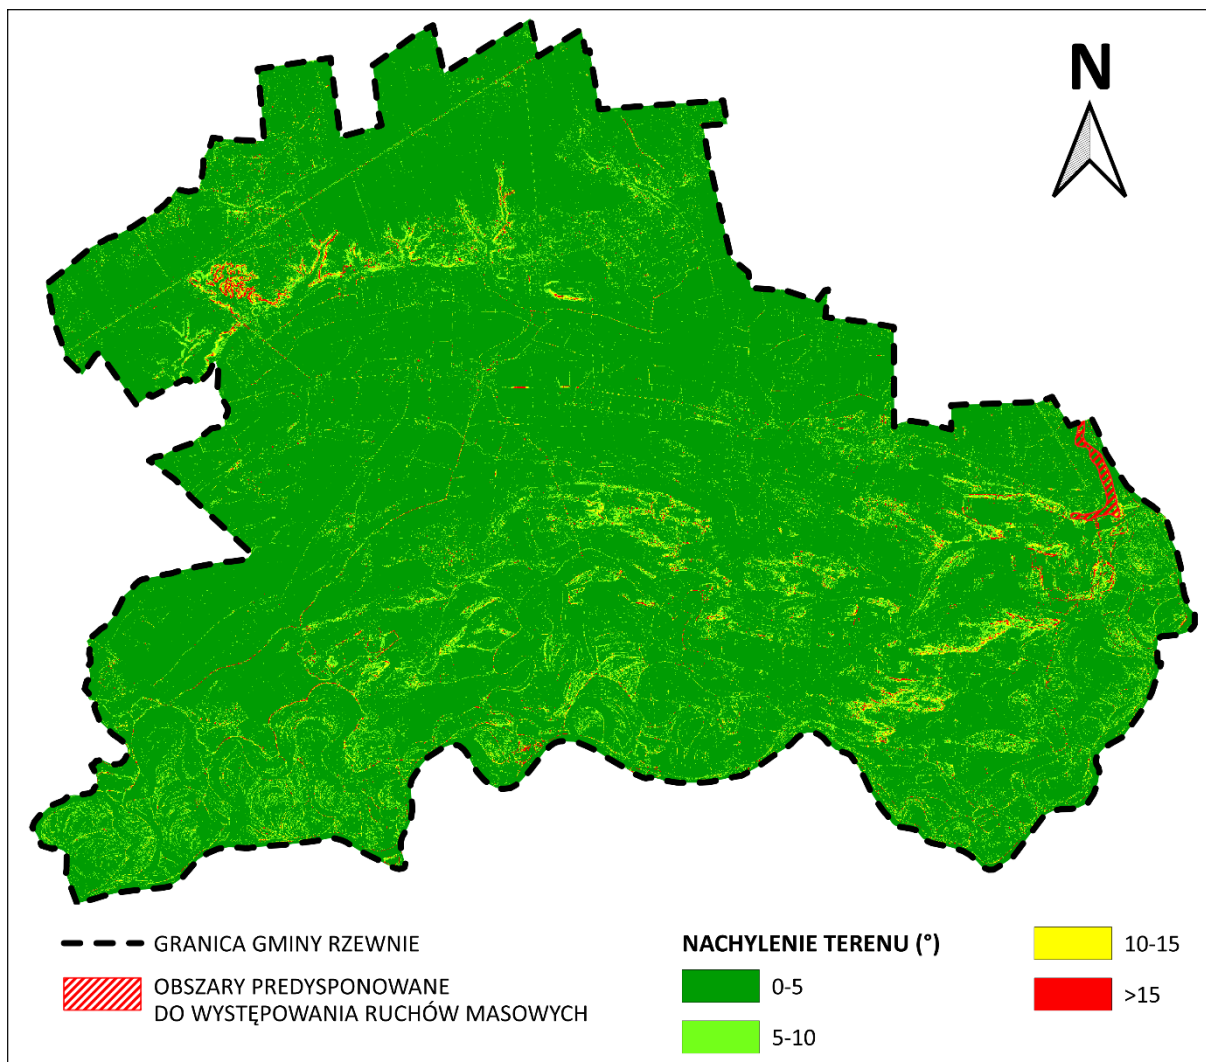 N
GRANICA GMINY RZEWNIE
OBSZARY PREDYSPONOWANE
DO WYSTĘPOWANIA RUCHÓW MASOWYCH
NACHYLENIE TERENU (°)
0-5
5-10
10-15
>15